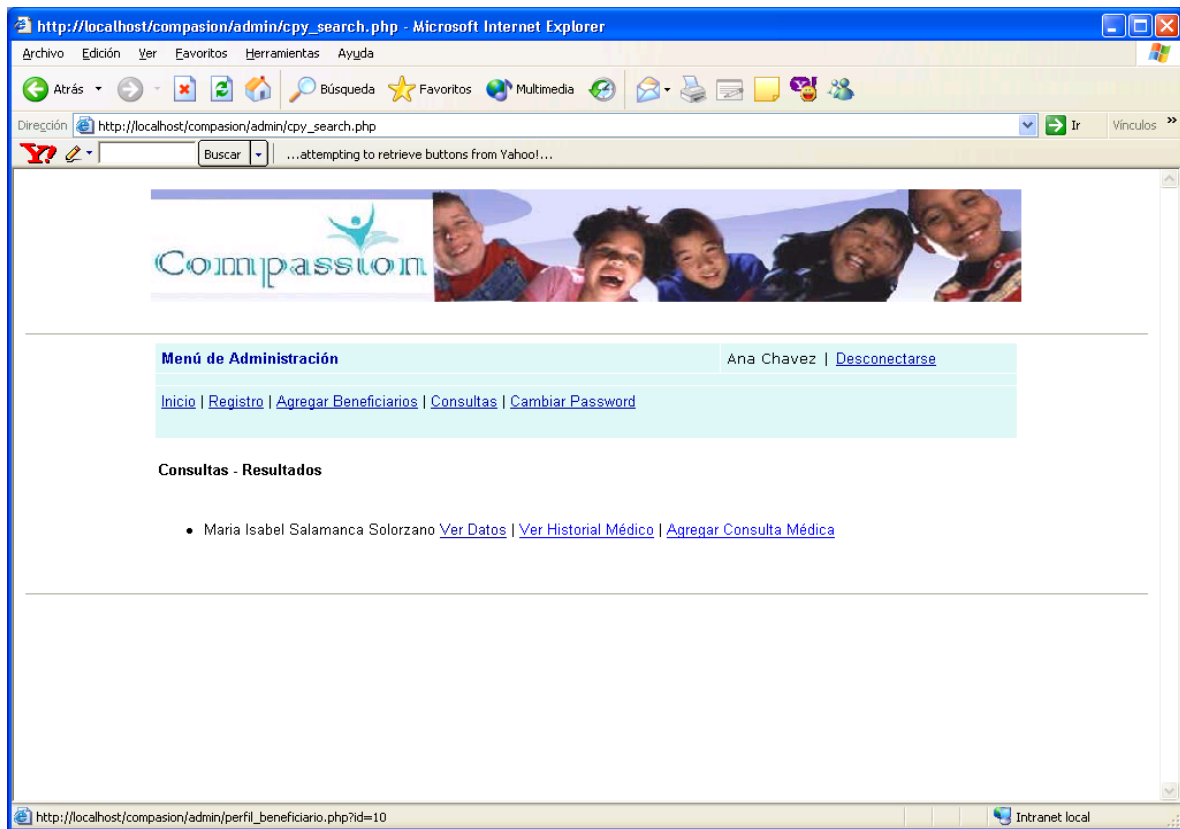 http://localhost/compasion/admin/cpy_search.php - Microsoft Internet Explorer
Archivo Edición Ver Favoritos Herramientas Ayuda
Atrás Búsqueda Favoritos Multimedia
Dirección http://localhost/compasion/admin/cpy_search.php Ir Vínculos »
Y! Buscar ...attempting to retrieve buttons from Yahoo!...
Compassion
Menú de Administración Ana Chavez | Desconectarse
Inicio | Registro | Agregar Beneficiarios | Consultas | Cambiar Password
Consultas - Resultados
• Maria Isabel Salamanca Solorzano Ver Datos | Ver Historial Médico | Agregar Consulta Médica
http://localhost/compasion/admin/perfil_beneficiario.php?id=10 Intranet local